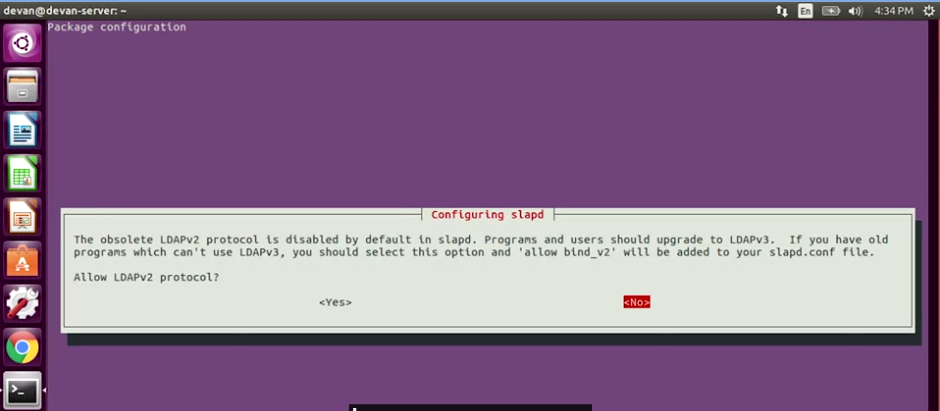 devan@devan-server: ~
En
4:34 PM
Package configuration
Configuring slapd
The obsolete LDAPv2 protocol is disabled by default in slapd. Programs and users should upgrade to LDAPv3.  If you have old
programs which can't use LDAPv3, you should select this option and 'allow bind_v2' will be added to your slapd.conf file.
Allow LDAPv2 protocol?
<Yes>
<No>